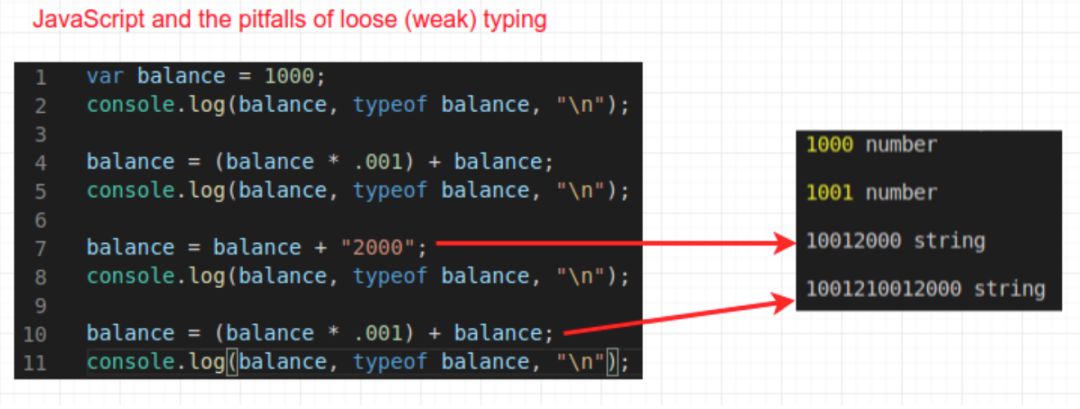 JavaScript and the pitfalls of loose (weak) typing
1 var balance = 1000;
2 console.log(balance, typeof balance, "\n");
3
4 balance = (balance * .001) + balance;
5 console.log(balance, typeof balance, "\n");
6
7 balance = balance + "2000";
8 console.log(balance, typeof balance, "\n");
9
10 balance = (balance * .001) + balance;
11 console.log(balance, typeof balance, "\n");
1000 number
1001 number
10012000 string
1001210012000 string